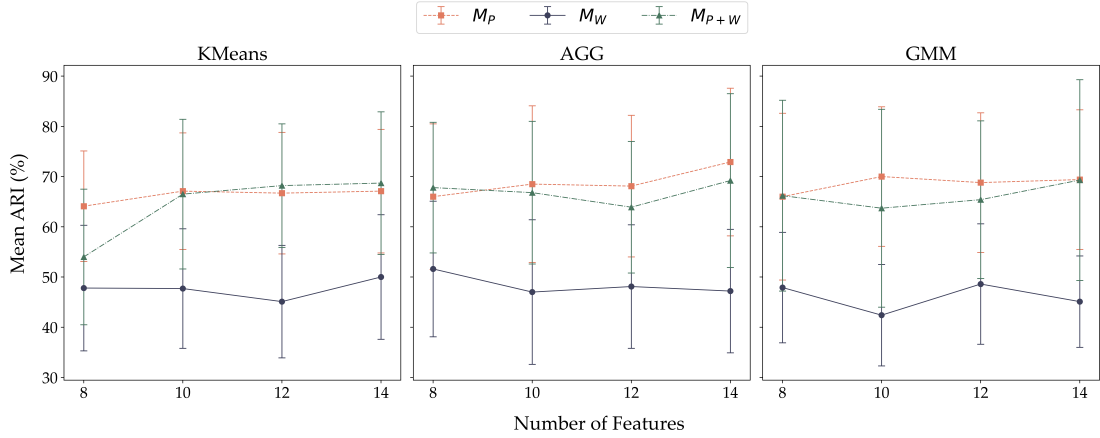 M_P M_W M_{P+W}
KMeans AGG GMM
Mean ARI (%)
90
80
70
60
50
40
30
8 10 12 14 8 10 12 14 8 10 12 14
Number of Features